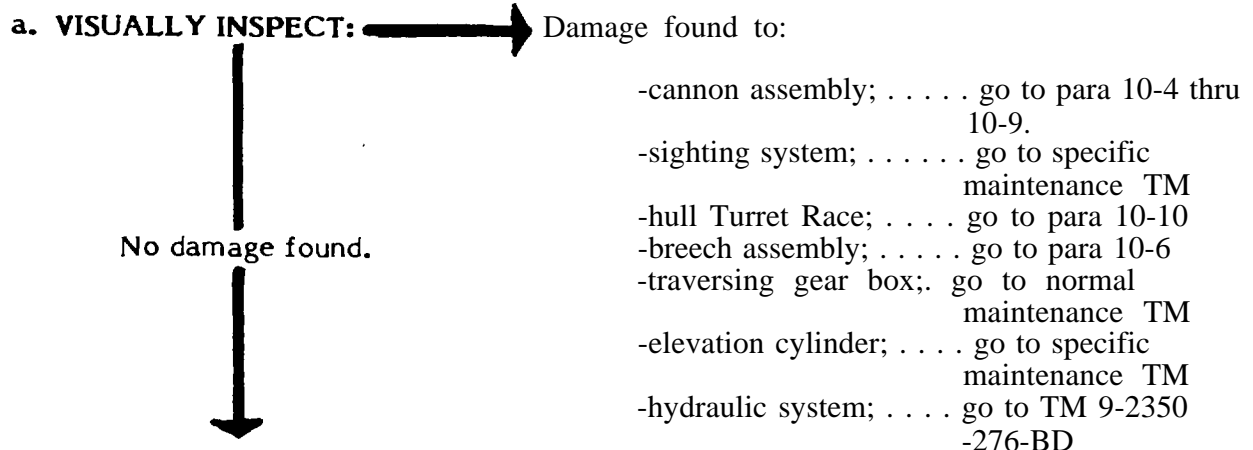 a. VISUALLY INSPECT: Damage found to:
-cannon assembly; . . . . . go to para 10-4 thru
10-9.
-sighting system; . . . . . . go to specific
maintenance TM
-hull Turret Race; . . . . go to para 10-10
No damage found.
-breech assembly; . . . . . go to para 10-6
-traversing gear box;. go to normal
maintenance TM
-elevation cylinder; . . . . go to specific
maintenance TM
-hydraulic system; . . . . go to TM 9-2350
-276-BD